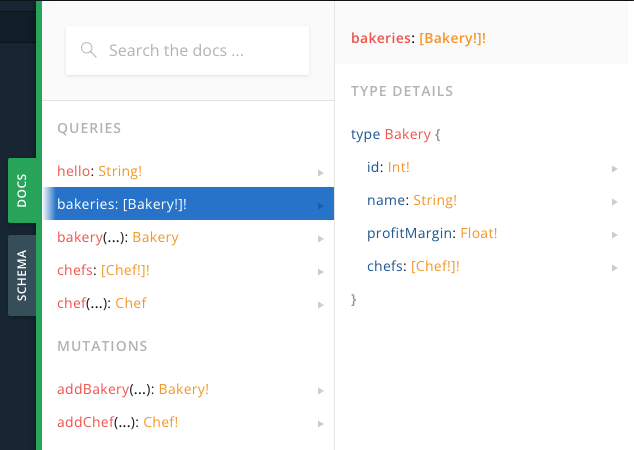 DOCS
SCHEMA
Search the docs ...
QUERIES
hello: String!
bakeries: [Bakery!]!
bakery(...): Bakery
chefs: [Chef!]!
chef(...): Chef
MUTATIONS
addBakery(...): Bakery!
addChef(...): Chef!
bakeries: [Bakery!]!
TYPE DETAILS
type Bakery {
id: Int!
name: String!
profitMargin: Float!
chefs: [Chef!]!
}